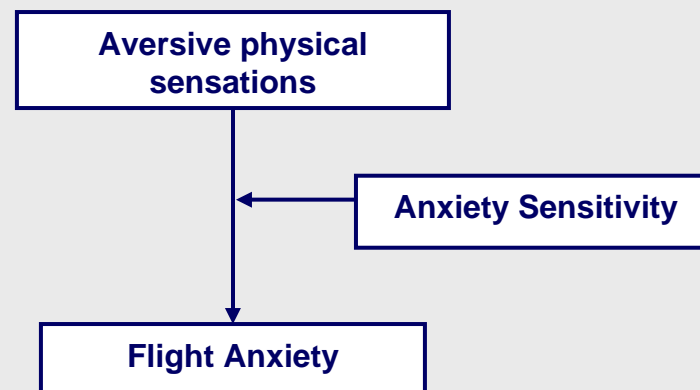 Aversive physical
sensations
Anxiety Sensitivity
Flight Anxiety